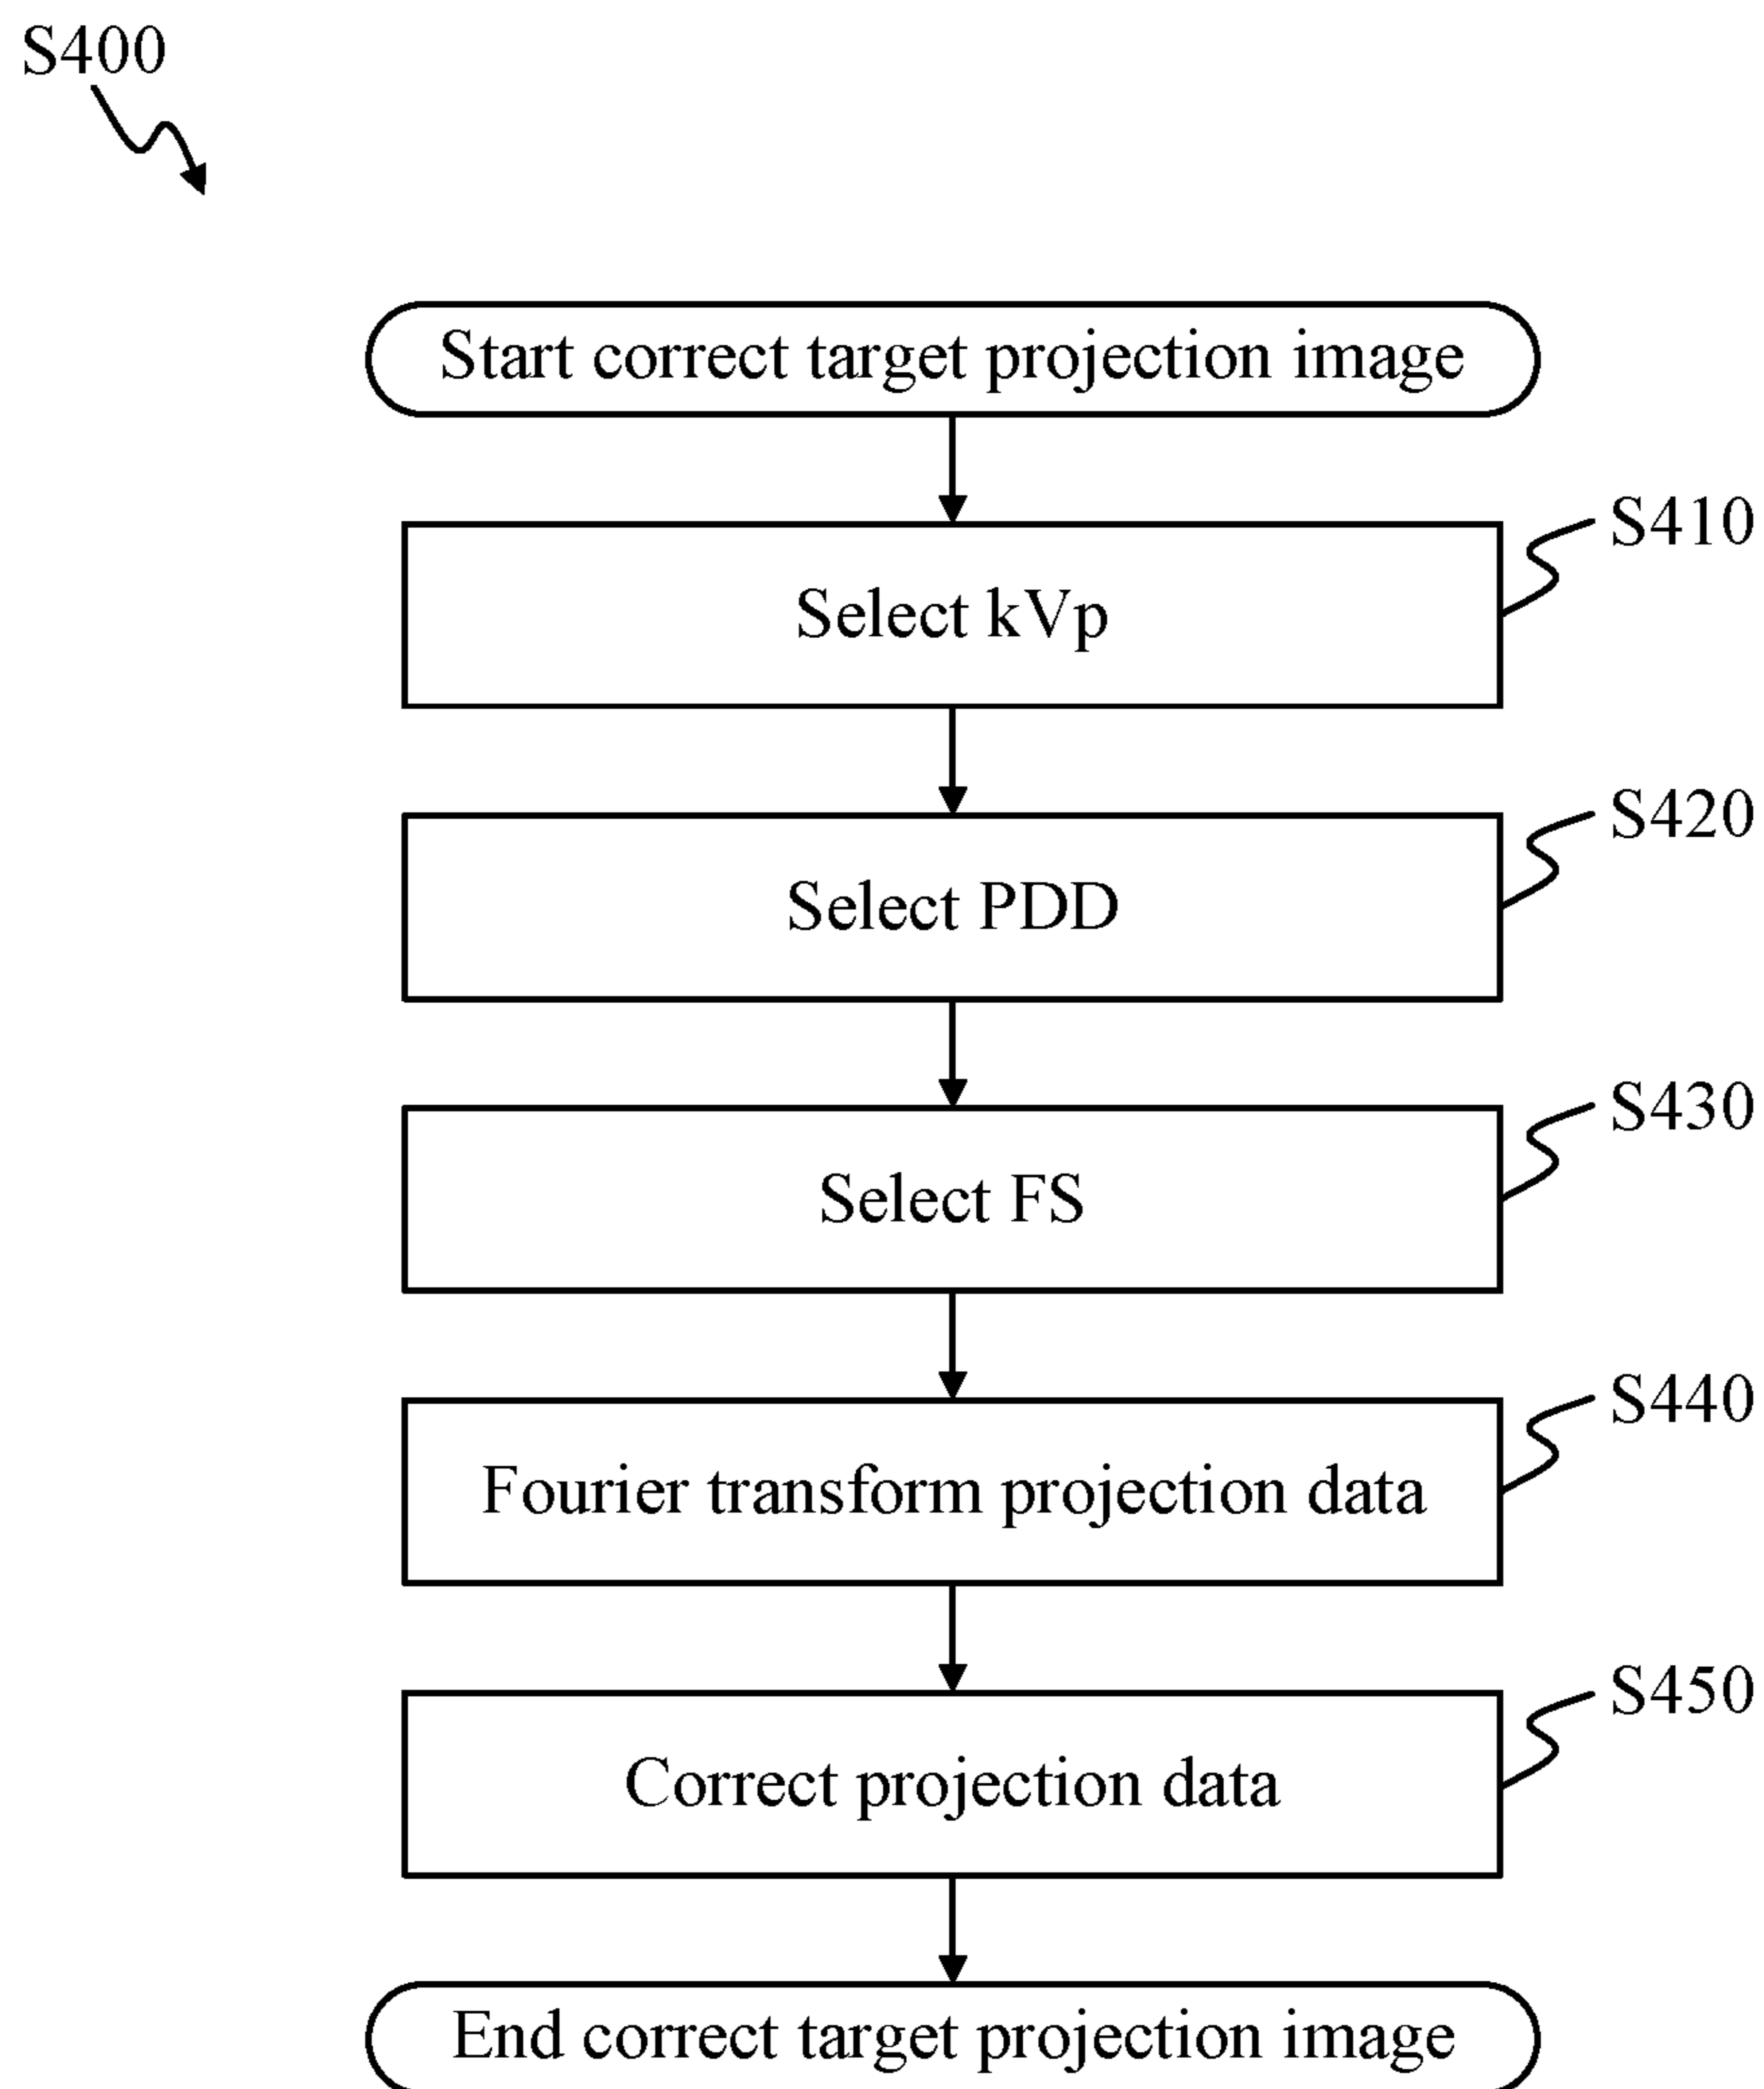 S400
Start correct target projection image
S410
Select kVp
S420
Select PDD
S430
Select FS
S440
Fourier transform projection data
S450
Correct projection data
End correct target projection image